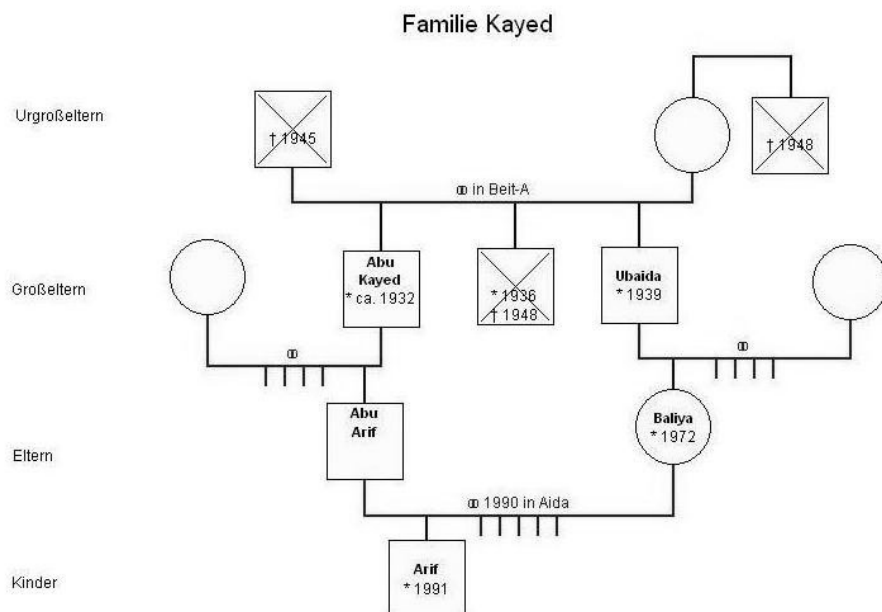 Familie Kayed
Urgroßeltern
† 1945
† 1948
ꝏ in Beit-A
Großeltern
Abu
Kayed
* ca. 1932
* 1936
† 1948
Ubaida
* 1939
ꝏ
ꝏ
Eltern
Abu
Arif
Baliya
* 1972
ꝏ 1990 in Aida
Kinder
Arif
* 1991